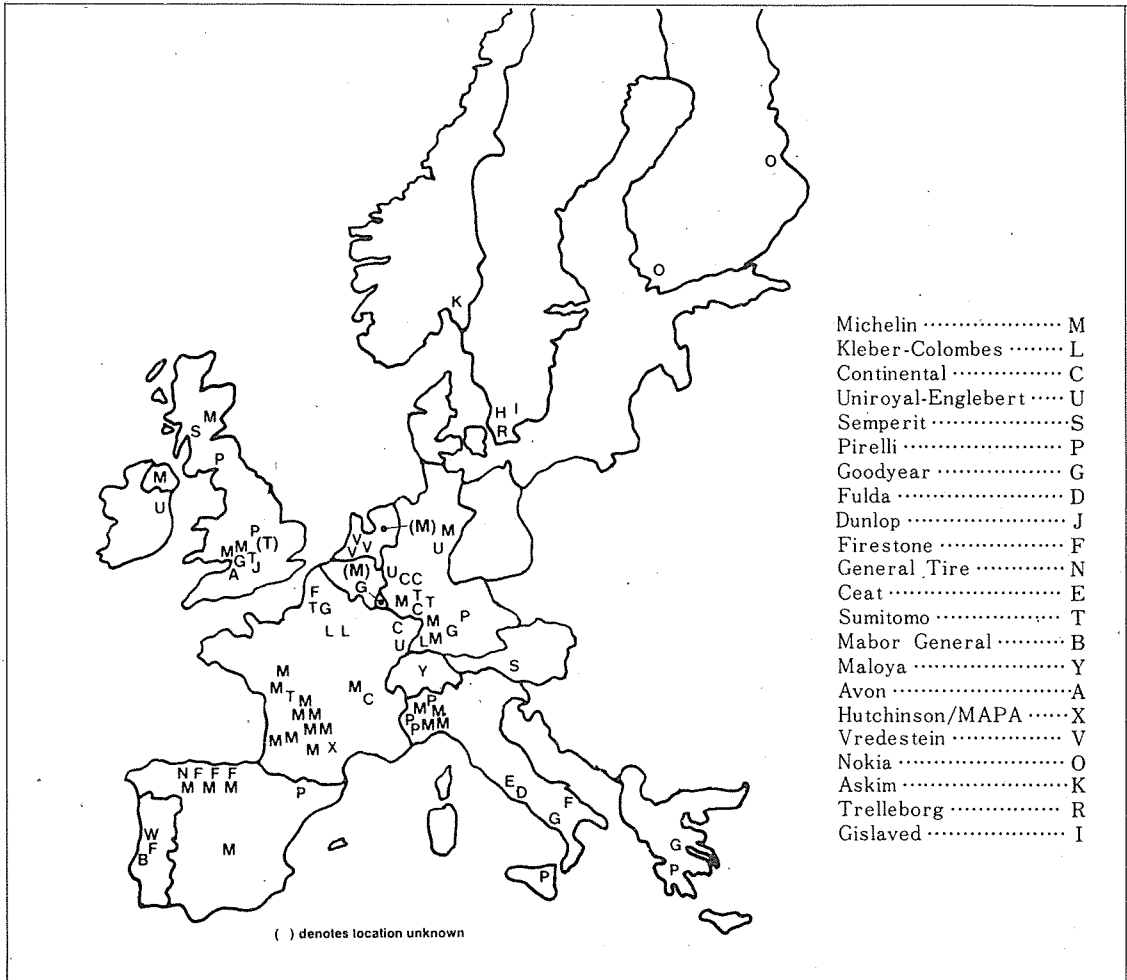 O
O
K
H I
R
M
S
P
M
U
P
M M (T)
G T
A J
(M) M
V U
V V
(M)
G
U C C
T
M T
C
M P
G
L M
F
T G
L L
C
U
Y
S
M
M T M
M M
M M
M M
M X
M
C
P
M M
P
P M M
N F F F
M M M
P
W
F
B
M
E D
F
G
P
G
P
( ) denotes location unknown
Michelin ···················· M
Kleber-Colombes ········ L
Continental ··············· C
Uniroyal-Englebert ····· U
Semperit ··················· S
Pirelli ······················ P
Goodyear ·················· G
Fulda ······················· D
Dunlop ····················· J
Firestone ·················· F
General Tire ·············· N
Ceat ························ E
Sumitomo ················· T
Mabor General ··········· B
Maloya ····················· Y
Avon ······················· A
Hutchinson/MAPA ······ X
Vredestein ················ V
Nokia ······················ O
Askim ······················ K
Trelleborg ················· R
Gislaved ··················· I